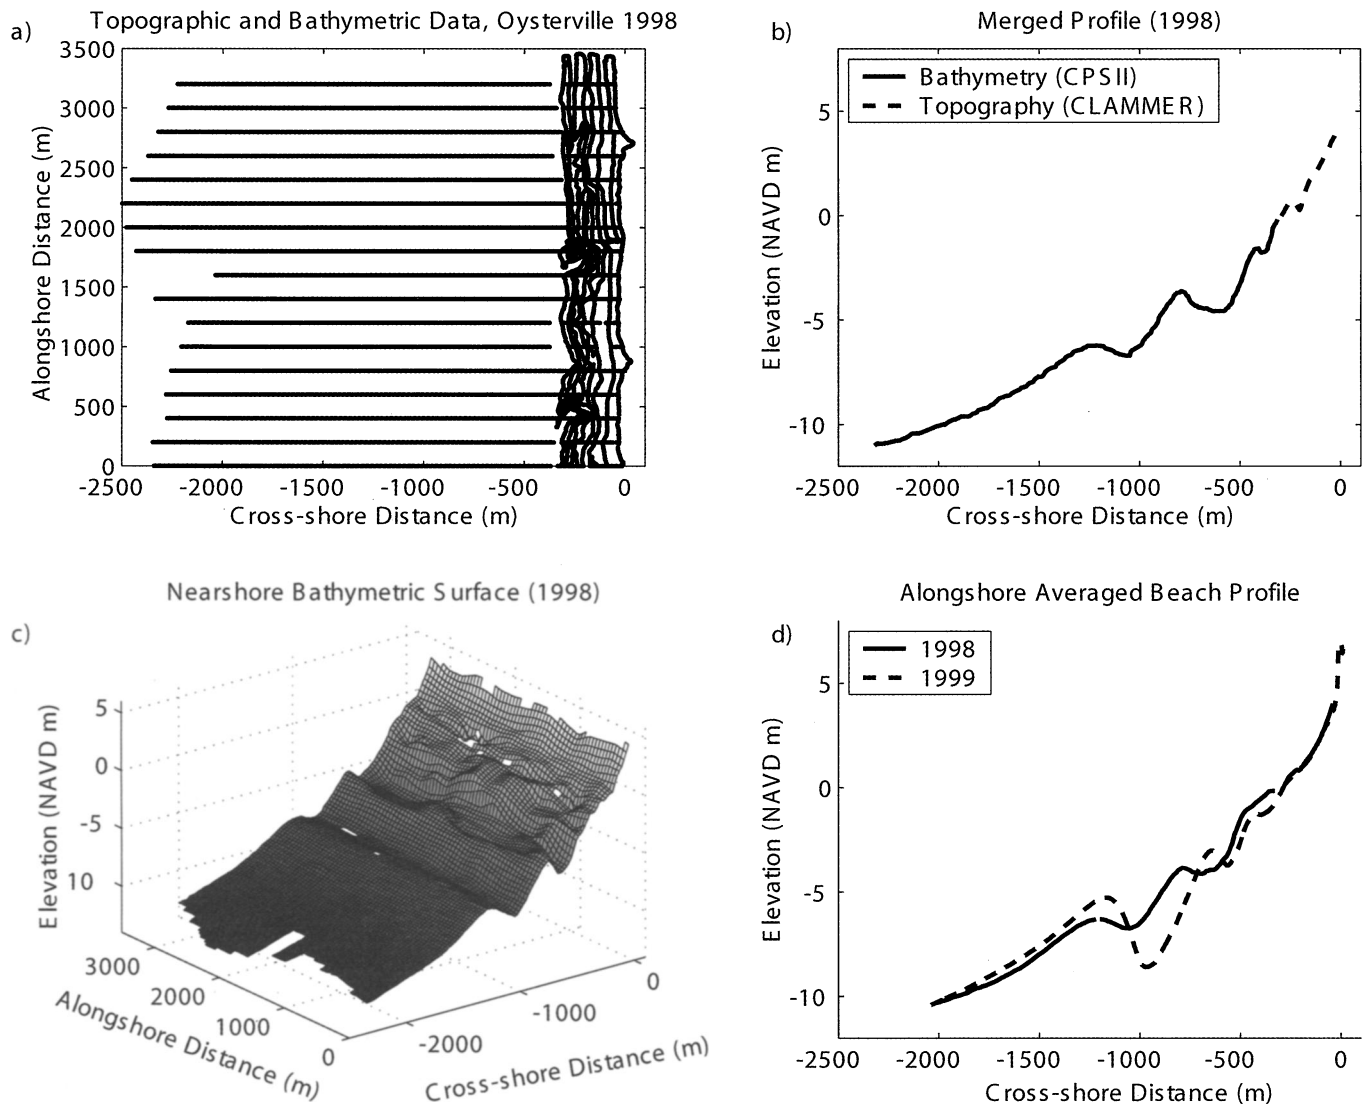 a)
Topographic and Bathymetric Data, Oysterville 1998
3500
3000
2500
2000
1500
1000
500
0
Alongshore Distance (m)
-2500 -2000 -1500 -1000 -500 0
Cross-shore Distance (m)
b)
Merged Profile (1998)
Bathymetry (CPSII)
Topography (CLAMMER)
5
0
-5
-10
Elevation (NAVD m)
-2500 -2000 -1500 -1000 -500 0
Cross-shore Distance (m)
Nearshore Bathymetric Surface (1998)
c)
5
0
-5
10
Elevation (NAVD m)
3000
2000
1000
0
Alongshore Distance (m)
-2000
-1000
0
Cross-shore Distance (m)
Alongshore Averaged Beach Profile
d)
1998
1999
5
0
-5
-10
Elevation (NAVD m)
-2500 -2000 -1500 -1000 -500 0
Cross-shore Distance (m)